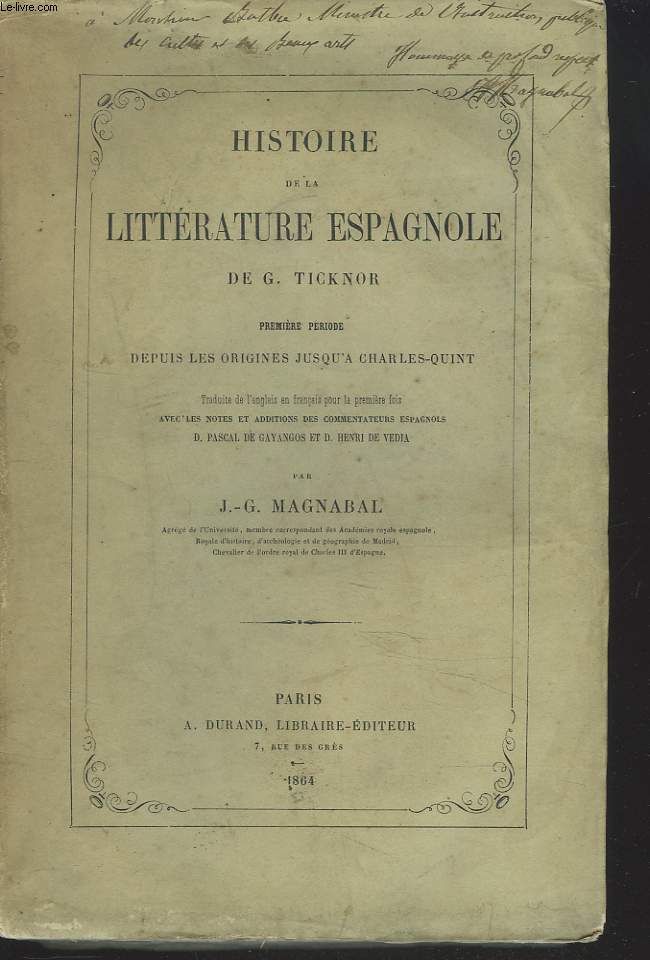 Le-livre.com
à Monsieur Ministre de l'Instruction publique
des cultes et des beaux arts
Hommage de profond respect
JG Magnabal
HISTOIRE
DE LA
LITTÉRATURE ESPAGNOLE
DE G. TICKNOR
PREMIÈRE PERIODE
DEPUIS LES ORIGINES JUSQU'A CHARLES-QUINT
Traduite de l'anglais en français pour la première fois
AVEC LES NOTES ET ADDITIONS DES COMMENTATEURS ESPAGNOLS
D. PASCAL DE GAYANGOS ET D. HENRI DE VEDIA
PAR
J.-G. MAGNABAL
Agrégé de l'Université, membre correspondant des Académies royale espagnole,
Royale d'histoire, d'archéologie et de géographie de Madrid,
Chevalier de l'ordre royal de Charles III d'Espagne.
PARIS
A. DURAND, LIBRAIRE-ÉDITEUR
7, RUE DES GRÈS
1864